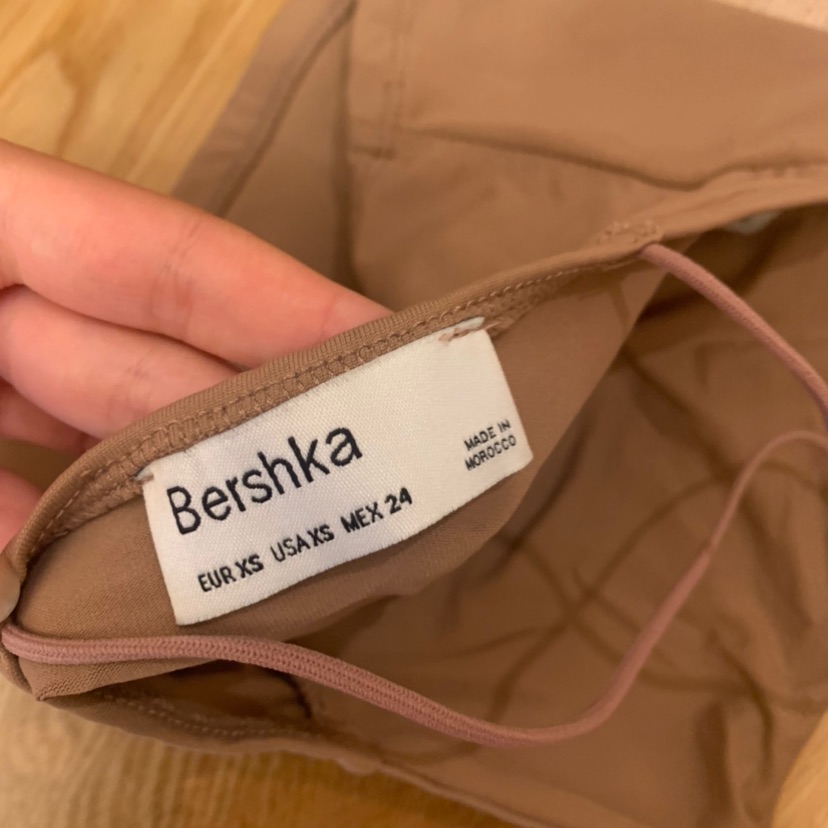 Bershka
EUR XS USA XS MEX 24
MADE IN
MOROCCO